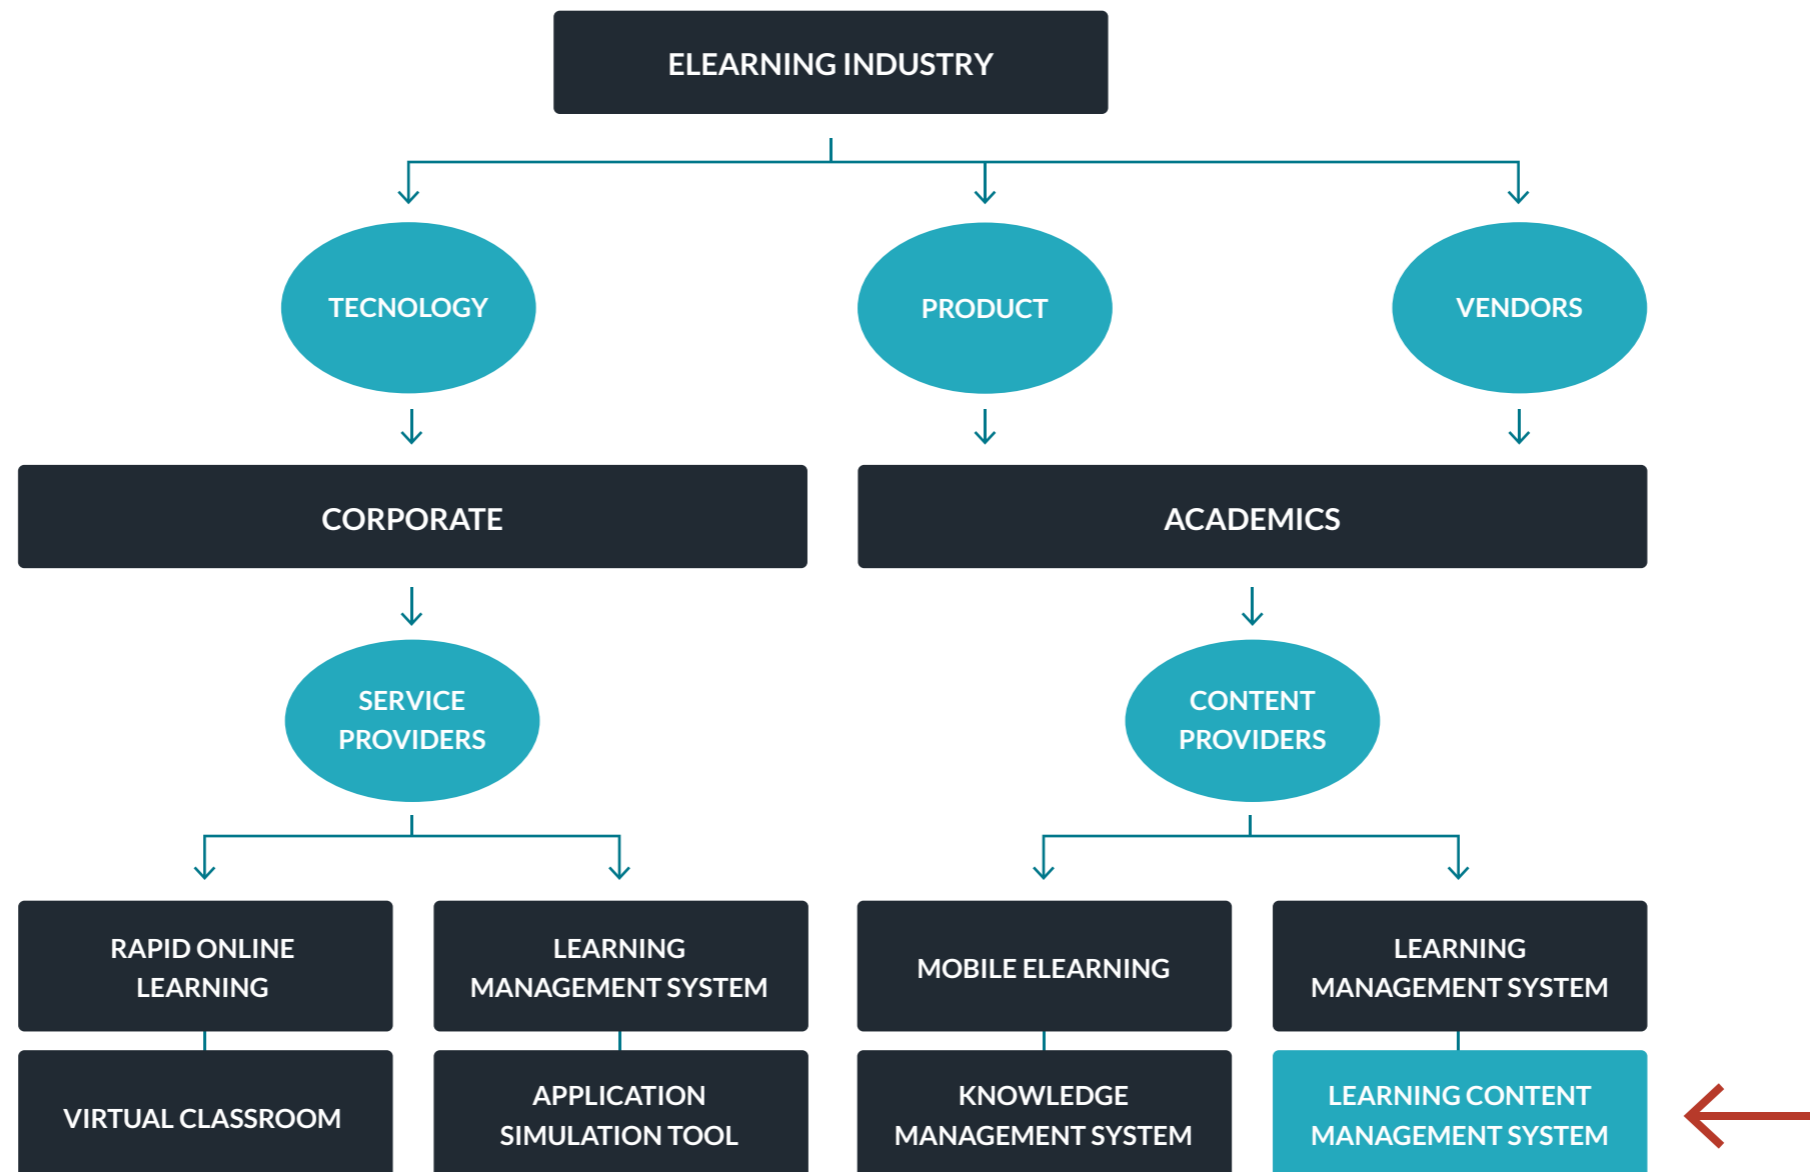 ELEARNING INDUSTRY
TECNOLOGY
PRODUCT
VENDORS
CORPORATE
ACADEMICS
SERVICE
PROVIDERS
CONTENT
PROVIDERS
RAPID ONLINE
LEARNING
LEARNING
MANAGEMENT SYSTEM
MOBILE ELEARNING
LEARNING
MANAGEMENT SYSTEM
VIRTUAL CLASSROOM
APPLICATION
SIMULATION TOOL
KNOWLEDGE
MANAGEMENT SYSTEM
LEARNING CONTENT
MANAGEMENT SYSTEM